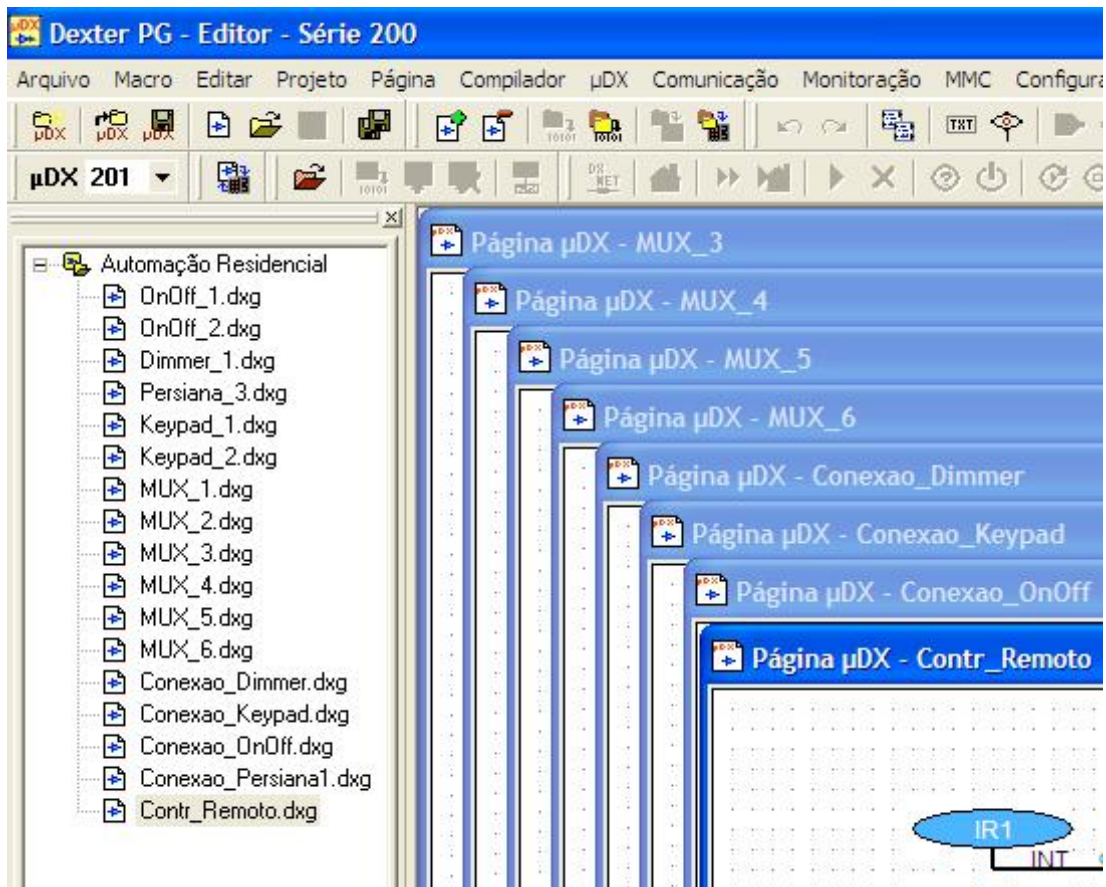 Dexter PG - Editor - Série 200
Arquivo Macro Editar Projeto Página Compilador µDX Comunicação Monitoração MMC Configura
µDX 201
Automação Residencial
OnOff_1.dxg
OnOff_2.dxg
Dimmer_1.dxg
Persiana_3.dxg
Keypad_1.dxg
Keypad_2.dxg
MUX_1.dxg
MUX_2.dxg
MUX_3.dxg
MUX_4.dxg
MUX_5.dxg
MUX_6.dxg
Conexao_Dimmer.dxg
Conexao_Keypad.dxg
Conexao_OnOff.dxg
Conexao_Persiana1.dxg
Contr_Remoto.dxg
Página µDX - MUX_3
Página µDX - MUX_4
Página µDX - MUX_5
Página µDX - MUX_6
Página µDX - Conexao_Dimmer
Página µDX - Conexao_Keypad
Página µDX - Conexao_OnOff
Página µDX - Contr_Remoto
IR1
INT